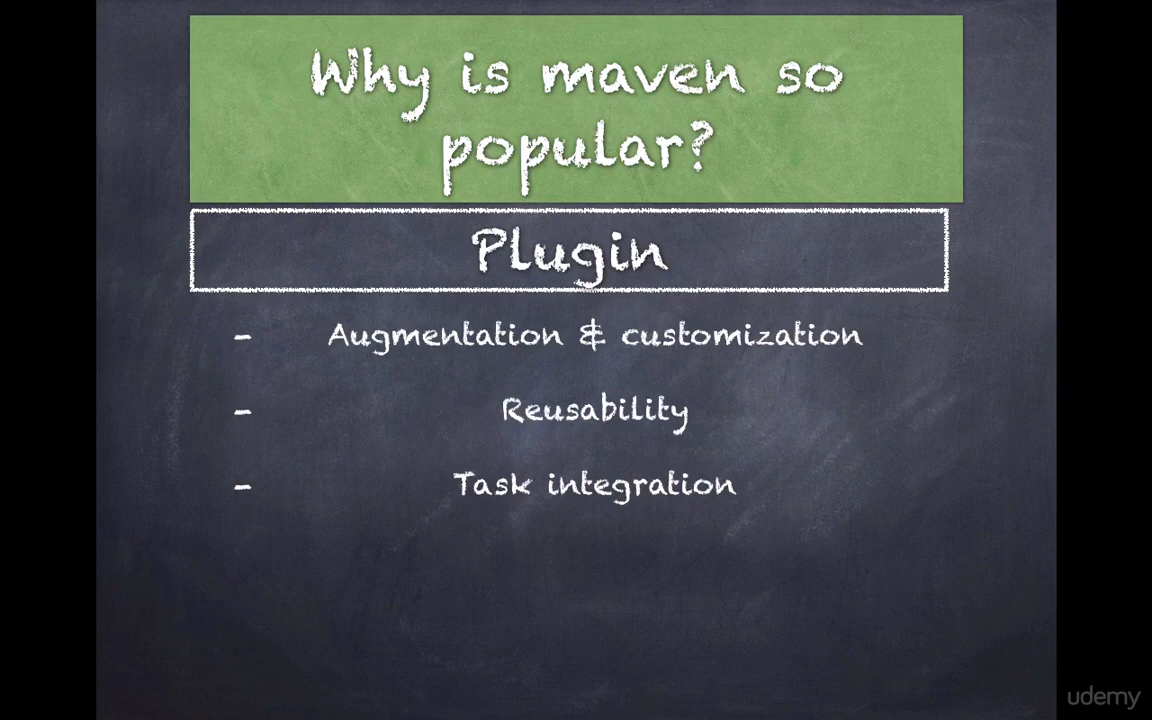 Why is maven so
popular?
Plugin
- Augmentation & customization
- Reusability
- Task integration
udemy